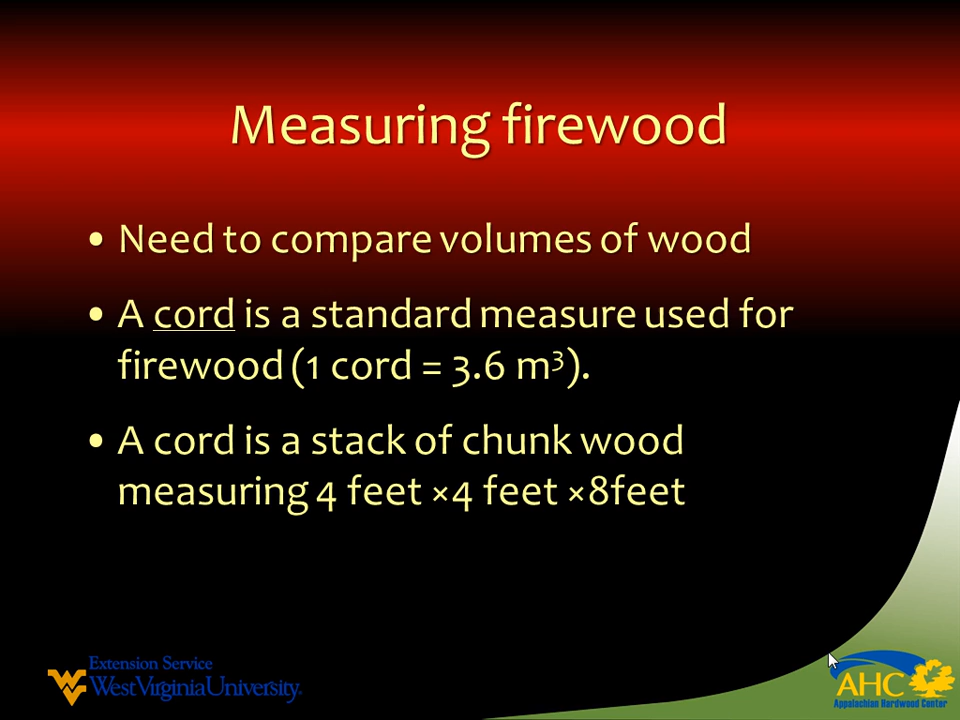 Measuring firewood
• Need to compare volumes of wood
• A cord is a standard measure used for
firewood (1 cord = 3.6 m³).
• A cord is a stack of chunk wood
measuring 4 feet ×4 feet ×8feet
Extension Service
WestVirginiaUniversity.
AHC
Appalachian Hardwood Center